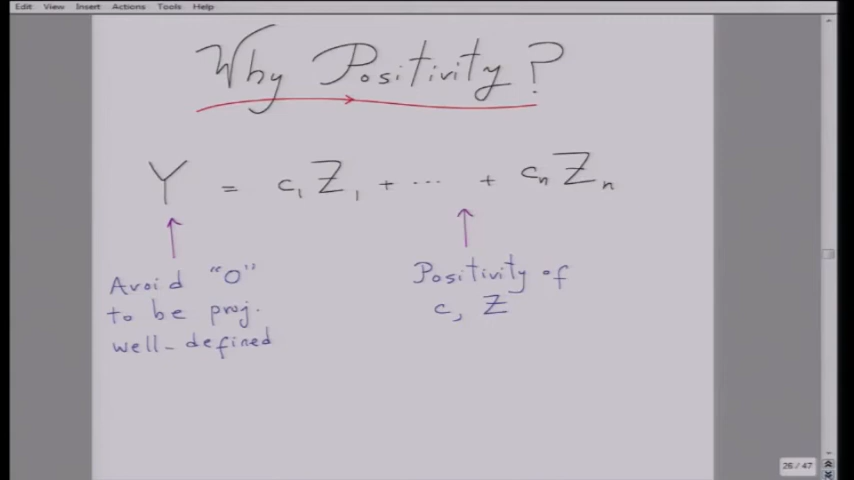 Edit View Insert Actions Tools Help
Why Positivity?
Y = c₁ Z₁ + ... + cₙ Zₙ
Avoid "0"
to be proj.
well-defined
Positivity of
c, Z
26 / 47